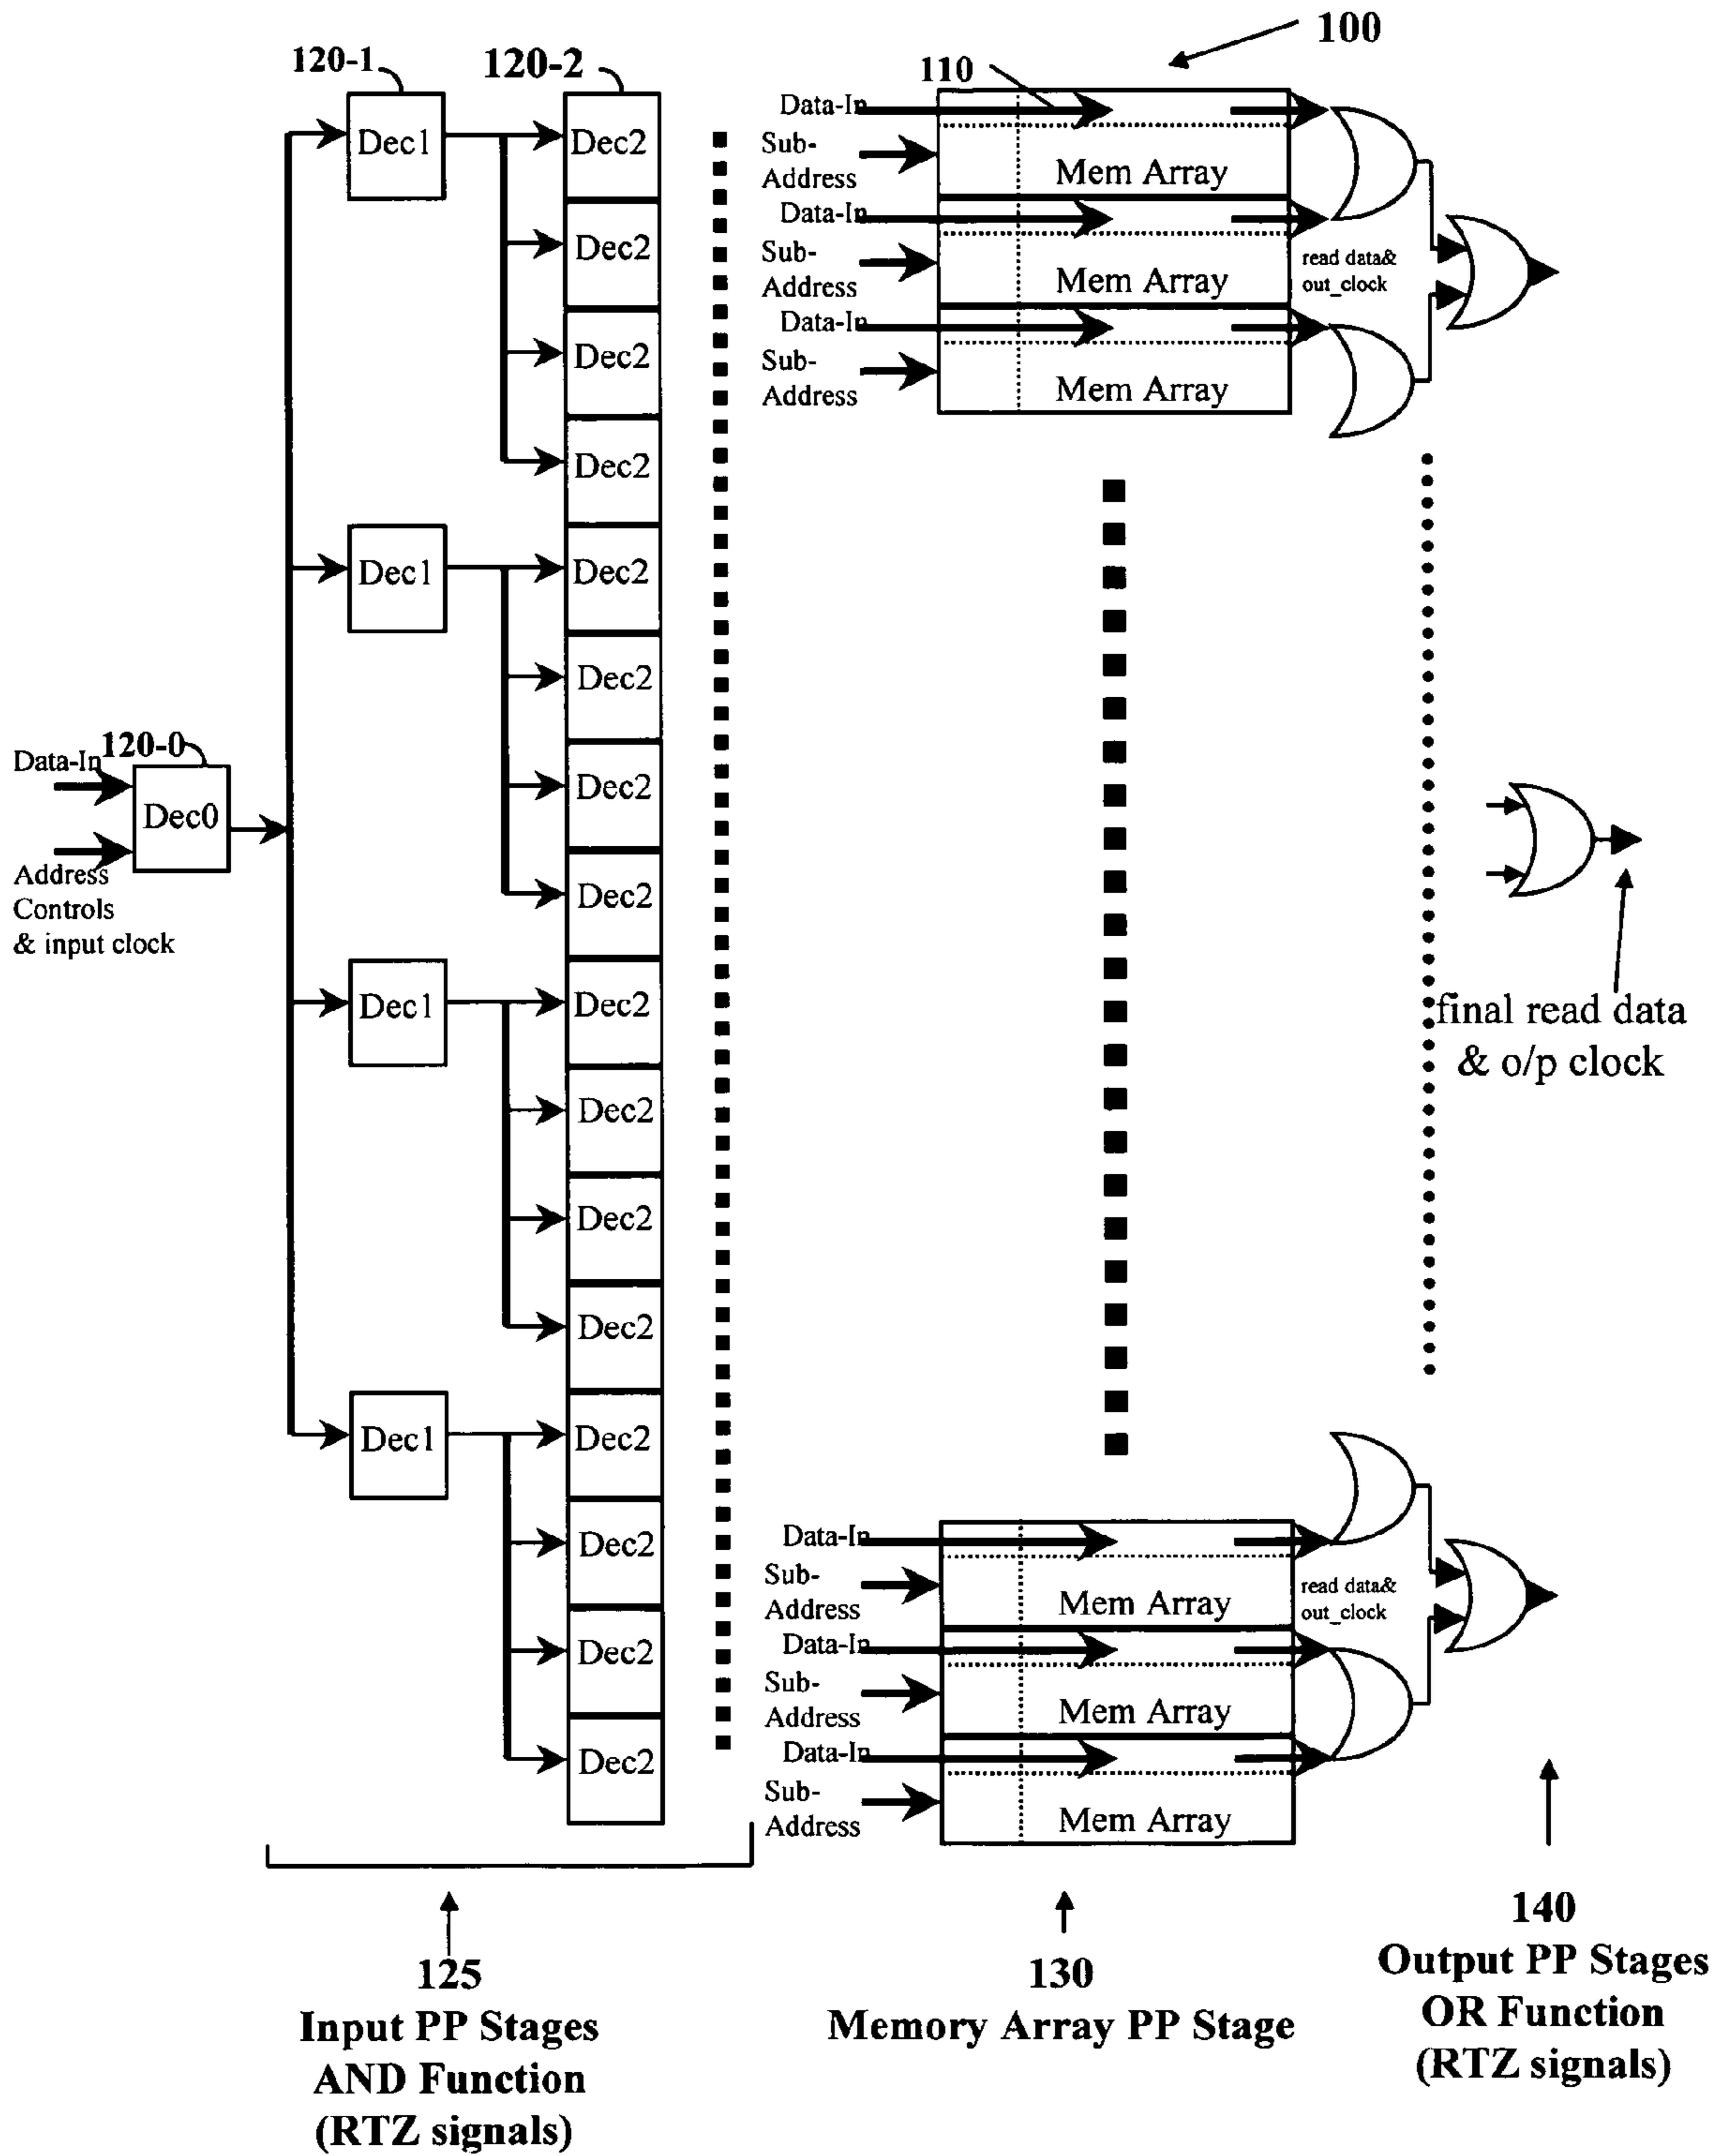 100
120-1
120-2
110
Dec1
Dec2
Dec2
Dec2
Dec2
Dec1
Dec2
Dec2
Dec2
Dec2
120-0
Data-In
Dec0
Address
Controls
& input clock
Dec1
Dec2
Dec2
Dec2
Dec2
Dec1
Dec2
Dec2
Dec2
Dec2
Data-In
Sub-
Address
Mem Array
Data-In
Sub-
Address
Mem Array
read data&
out_clock
Data-In
Sub-
Address
Mem Array
final read data
& o/p clock
Data-In
Sub-
Address
Mem Array
read data&
out_clock
Data-In
Sub-
Address
Mem Array
Data-In
Sub-
Address
Mem Array
125
Input PP Stages
AND Function
(RTZ signals)
130
Memory Array PP Stage
140
Output PP Stages
OR Function
(RTZ signals)